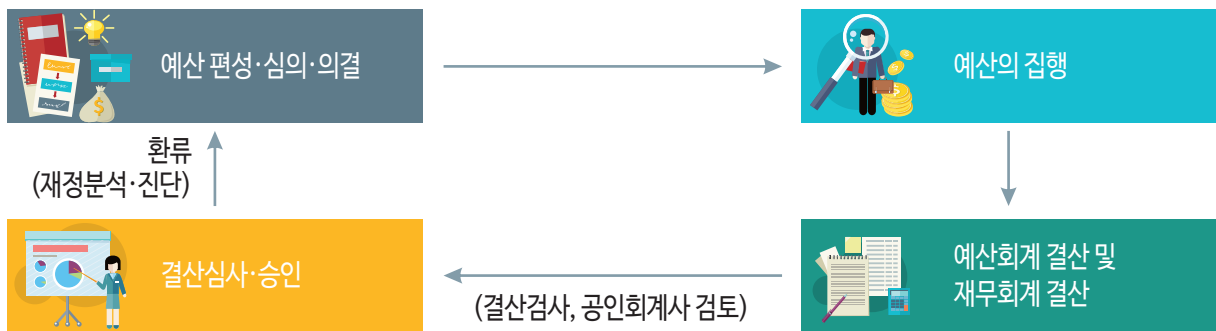 예산 편성·심의·의결
예산의 집행
환류
(재정분석·진단)
결산심사·승인
예산회계 결산 및
재무회계 결산
(결산검사, 공인회계사 검토)